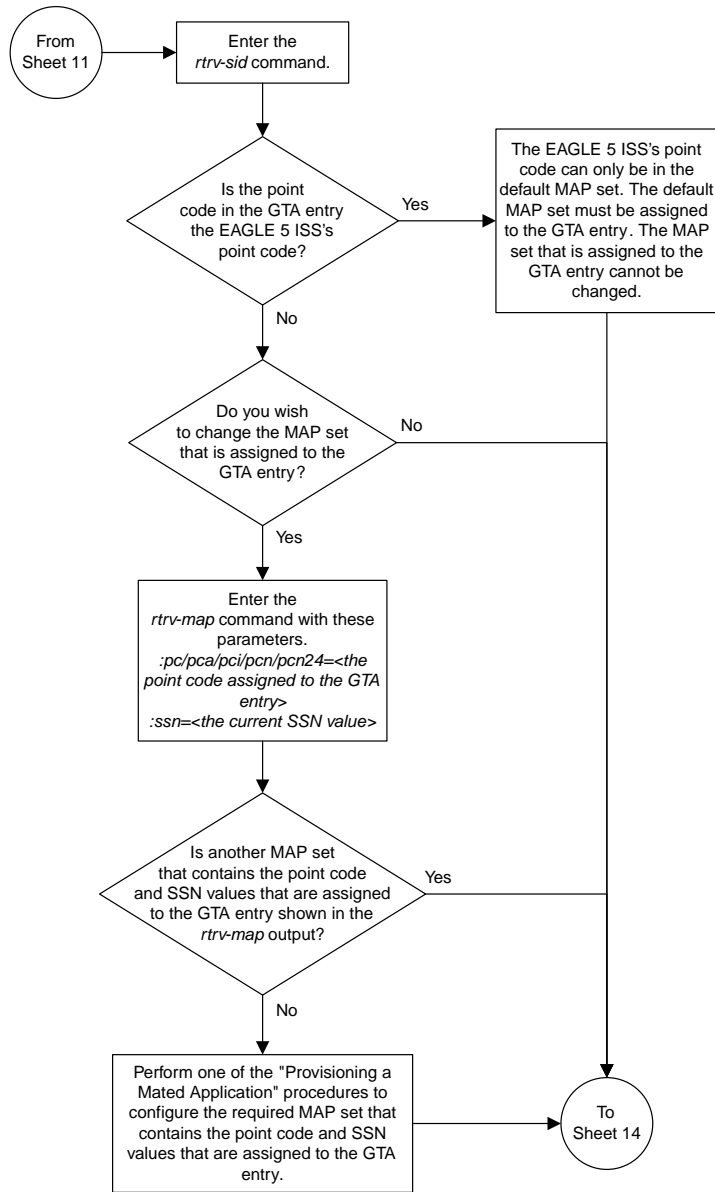 From
Sheet 11
Enter the
rtrv-sid command.
Is the point
code in the GTA entry
the EAGLE 5 ISS's
point code?
Yes
The EAGLE 5 ISS's point
code can only be in the
default MAP set. The default
MAP set must be assigned
to the GTA entry. The MAP
set that is assigned to the
GTA entry cannot be
changed.
No
Do you wish
to change the MAP set
that is assigned to the
GTA entry?
No
Yes
Enter the
rtrv-map command with these
parameters.
:pc/pca/pci/pcn/pcn24=<the
point code assigned to the GTA
entry>
:ssn=<the current SSN value>
Is another MAP set
that contains the point code
and SSN values that are assigned
to the GTA entry shown in the
rtrv-map output?
Yes
No
Perform one of the "Provisioning a
Mated Application" procedures to
configure the required MAP set that
contains the point code and SSN
values that are assigned to the GTA
entry.
To
Sheet 14